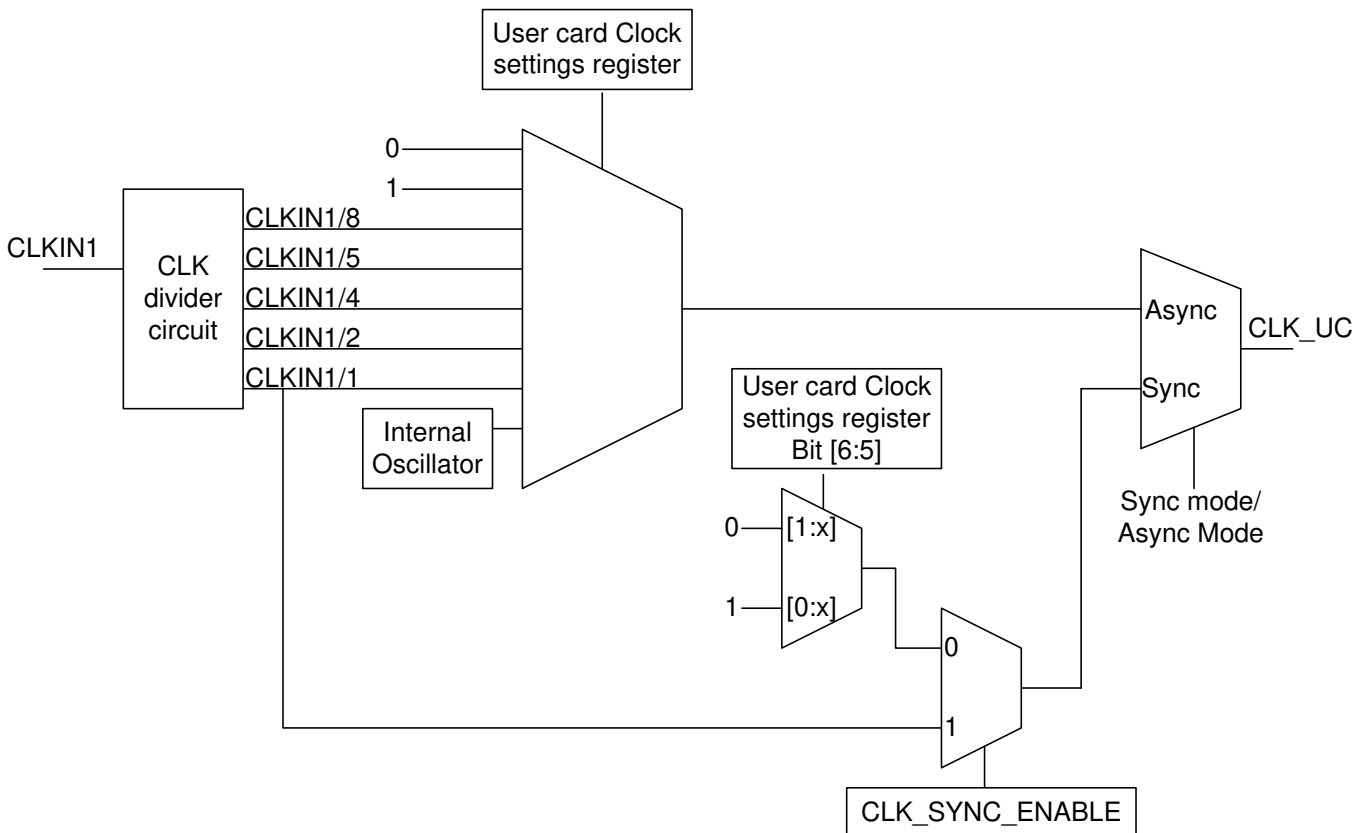 User card Clock
settings register
0
1
CLKIN1
CLK
divider
circuit
CLKIN1/8
CLKIN1/5
CLKIN1/4
CLKIN1/2
CLKIN1/1
Internal
Oscillator
Async
Sync
CLK_UC
Sync mode/
Async Mode
User card Clock
settings register
Bit [6:5]
0
[1:x]
1
[0:x]
0
1
CLK_SYNC_ENABLE